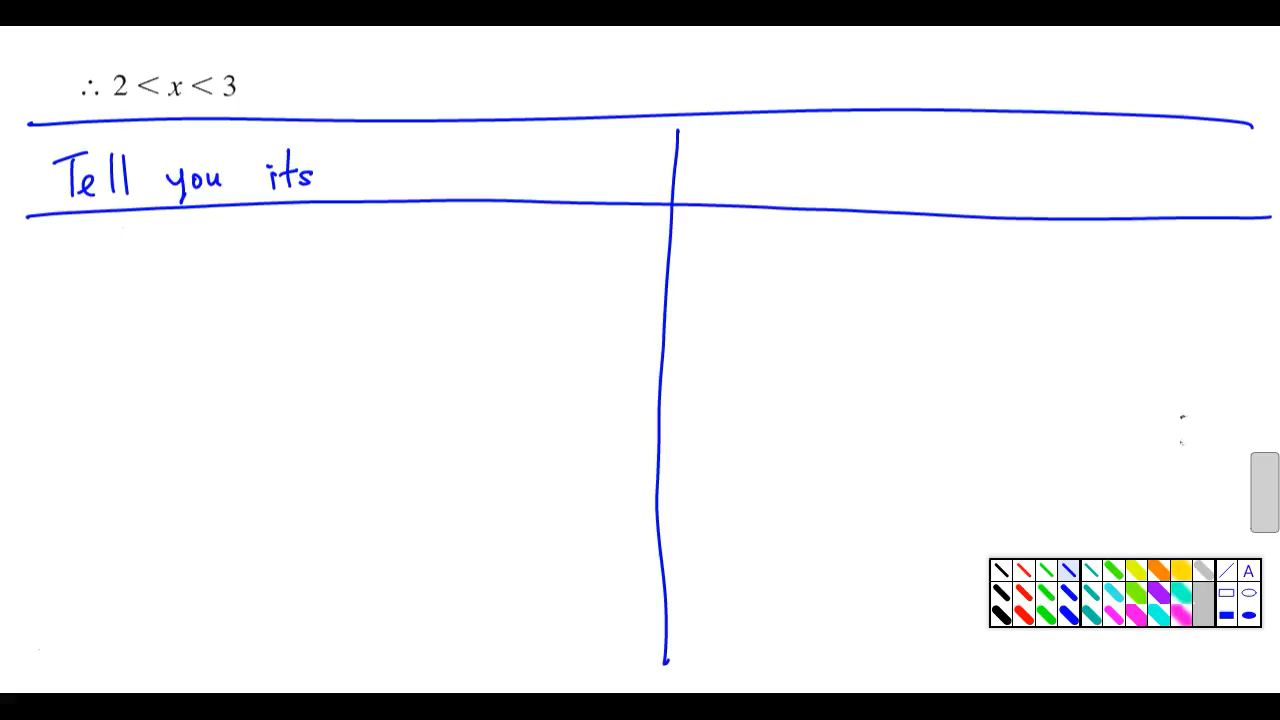 ∴ 2 < x < 3
Tell you its
A